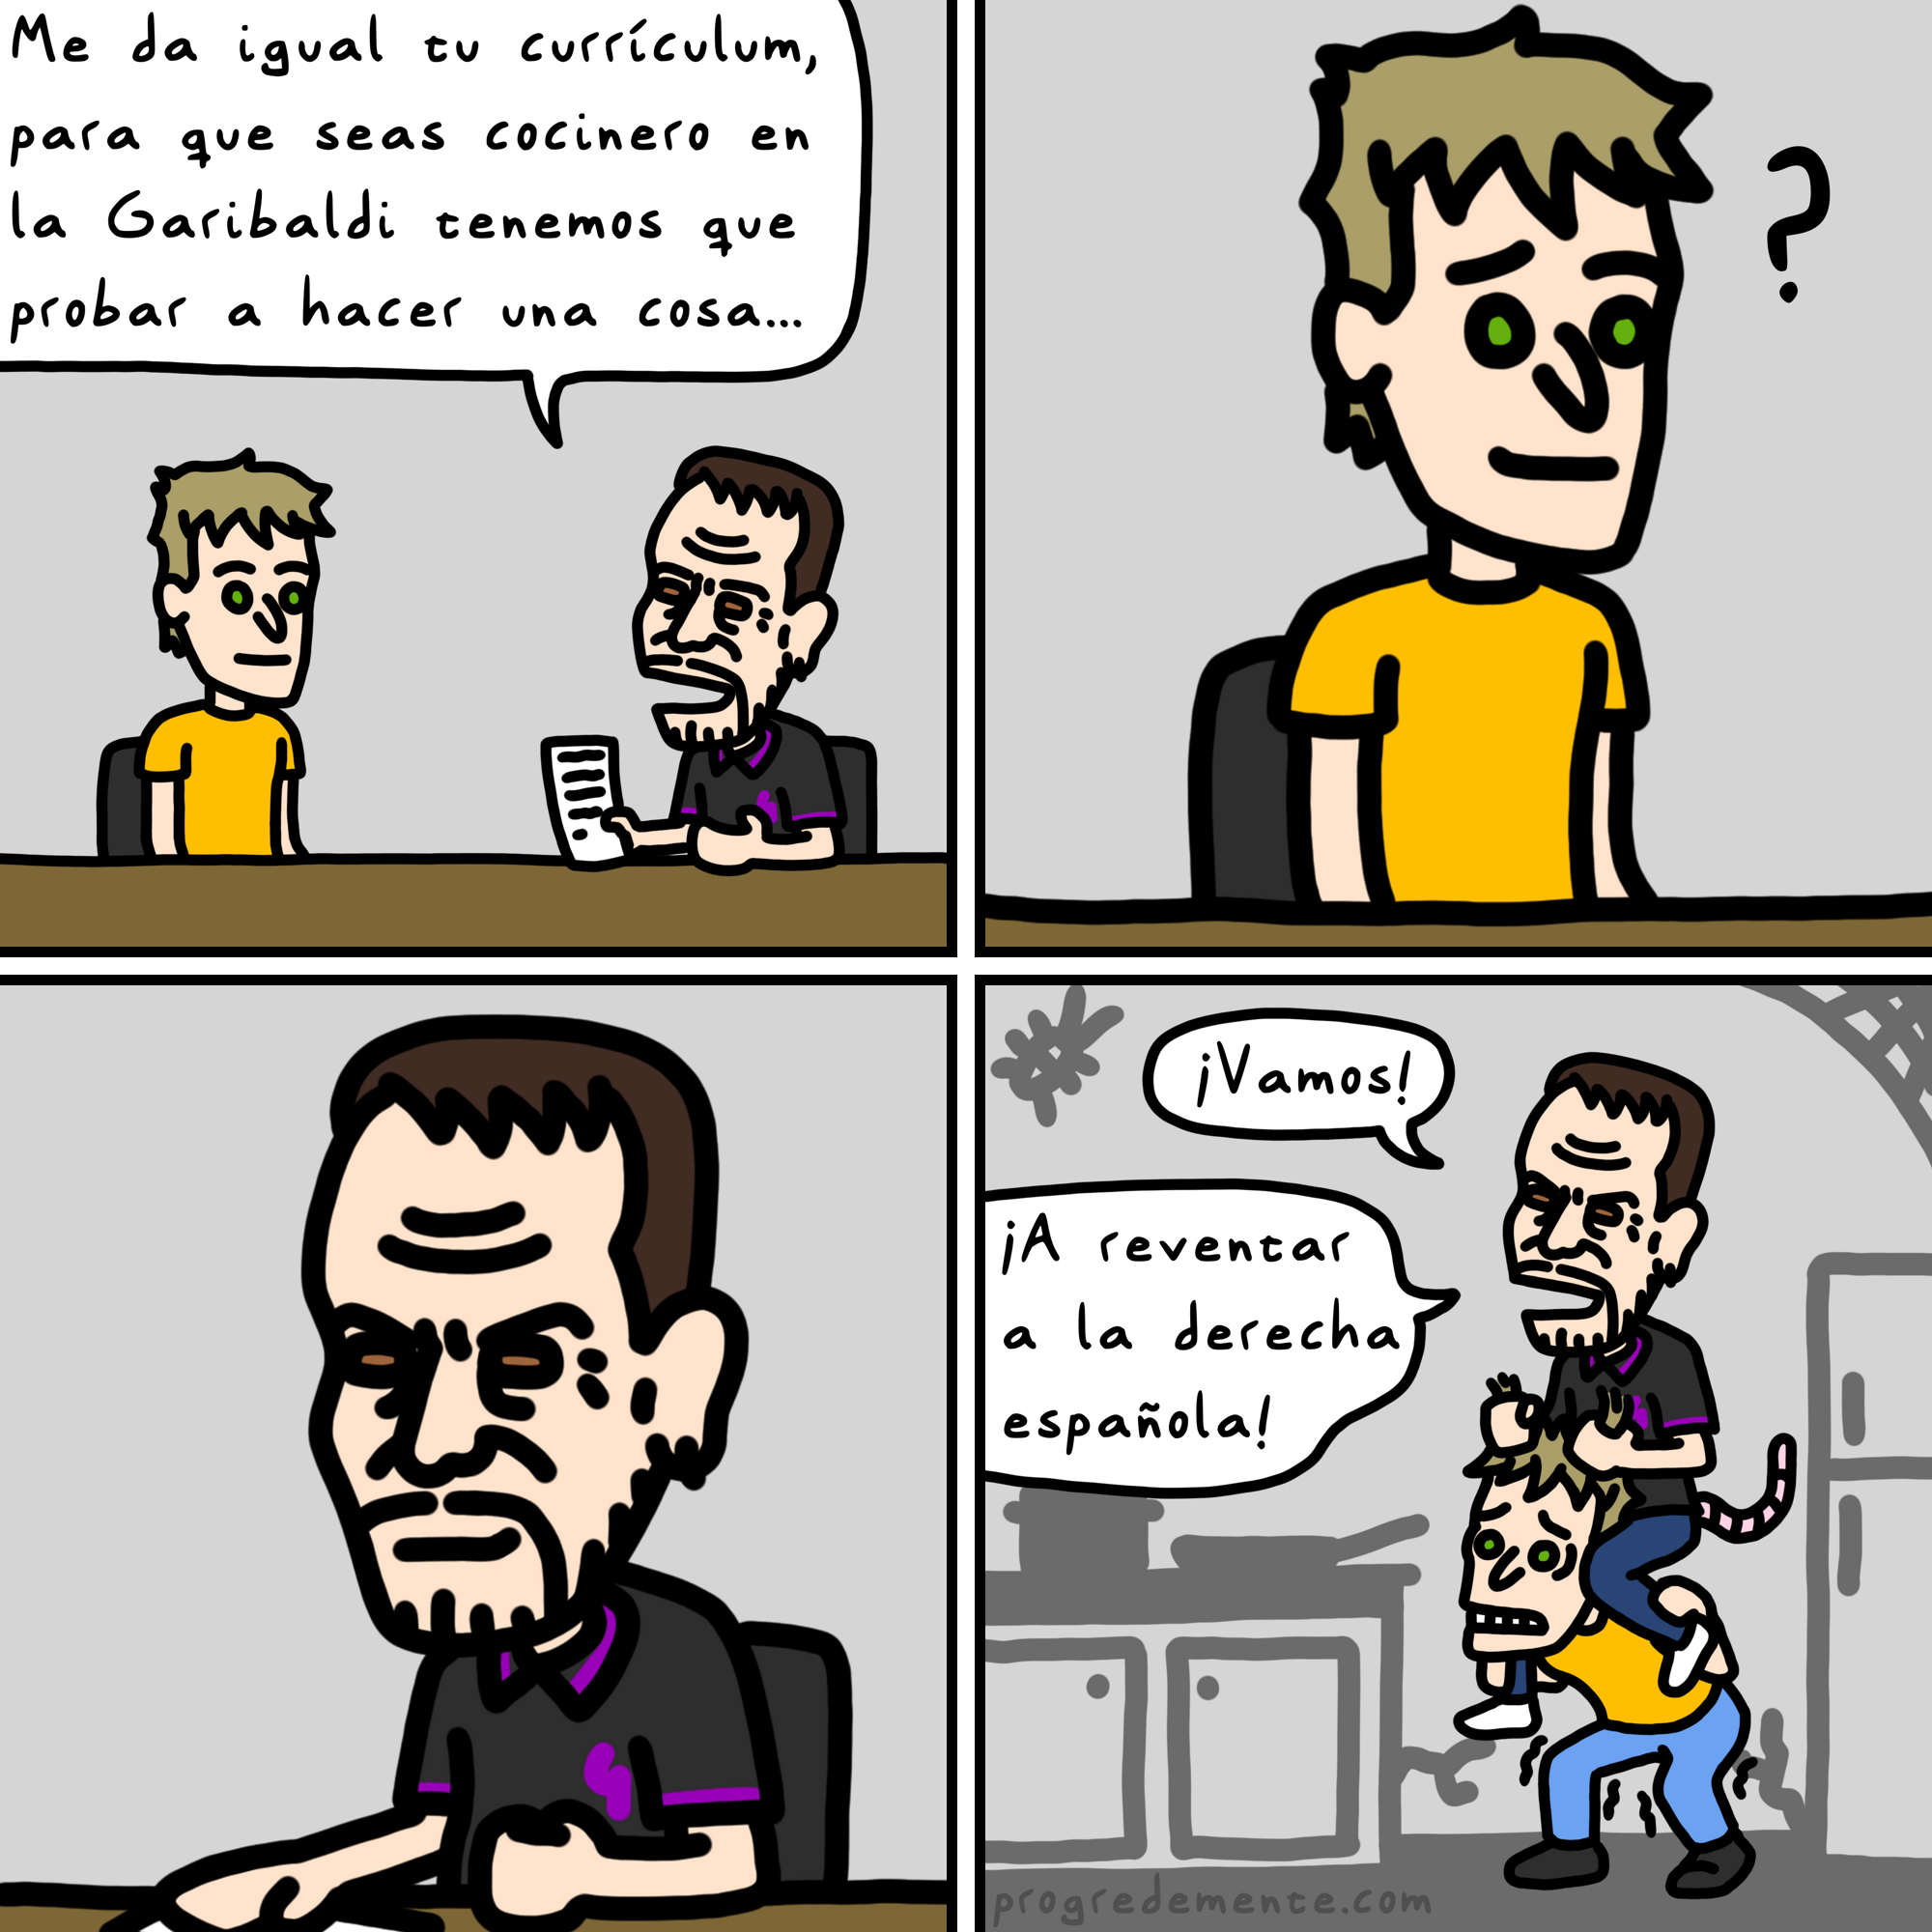 Me da igual tu currículum,
para que seas cocinero en
la Garibaldi tenemos que
probar a hacer una cosa...
?
¡Vamos!
¡A reventar
a la derecha
española!
progredemente.com